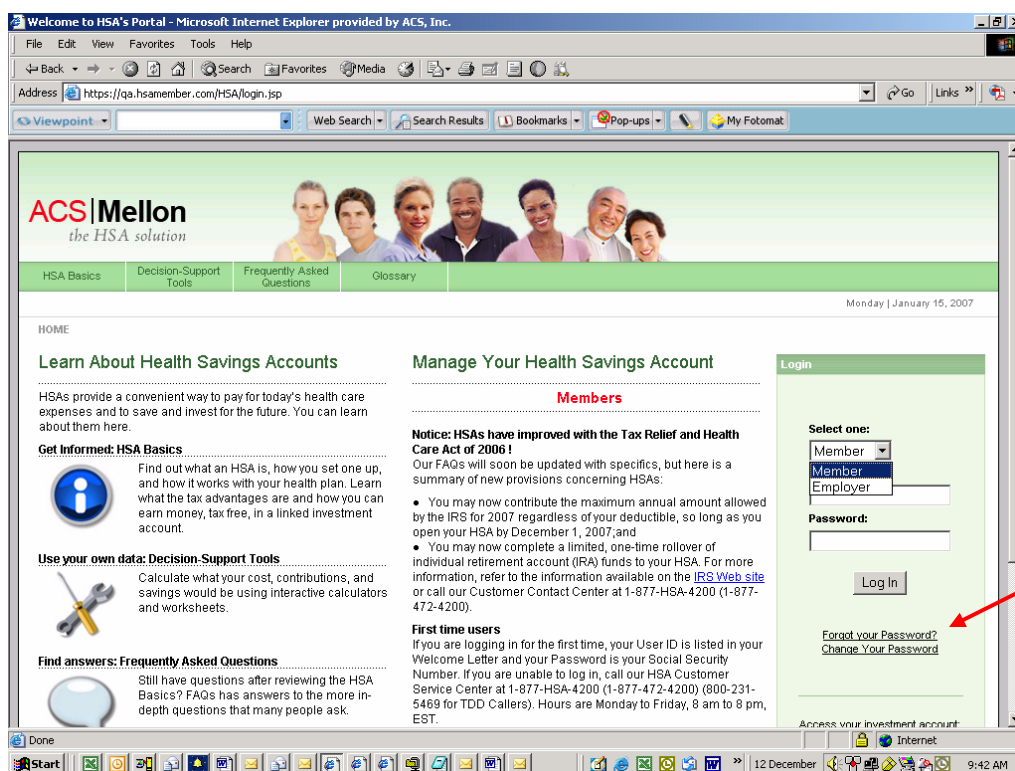 Welcome to HSA's Portal - Microsoft Internet Explorer provided by ACS, Inc.
File Edit View Favorites Tools Help
Back Search Favorites Media
Address https://qa.hsamember.com/HSA/login.jsp Go Links »
Viewpoint Web Search Search Results Bookmarks Pop-ups My Fotomat
ACS|Mellon
the HSA solution
HSA Basics
Decision-Support
Tools
Frequently Asked
Questions
Glossary
Monday | January 15, 2007
HOME
Learn About Health Savings Accounts
HSAs provide a convenient way to pay for today's health care
expenses and to save and invest for the future. You can learn
about them here.
Get Informed: HSA Basics
Find out what an HSA is, how you set one up,
and how it works with your health plan. Learn
what the tax advantages are and how you can
earn money, tax free, in a linked investment
account.
Use your own data: Decision-Support Tools
Calculate what your cost, contributions, and
savings would be using interactive calculators
and worksheets.
Find answers: Frequently Asked Questions
Still have questions after reviewing the HSA
Basics? FAQs has answers to the more in-
depth questions that many people ask.
Manage Your Health Savings Account
Members
Notice: HSAs have improved with the Tax Relief and Health
Care Act of 2006 !
Our FAQs will soon be updated with specifics, but here is a
summary of new provisions concerning HSAs:
● You may now contribute the maximum annual amount allowed
by the IRS for 2007 regardless of your deductible, so long as you
open your HSA by December 1, 2007;and
● You may now complete a limited, one-time rollover of
individual retirement account (IRA) funds to your HSA. For more
information, refer to the information available on the IRS Web site
or call our Customer Contact Center at 1-877-HSA-4200 (1-877-
472-4200).
First time users
If you are logging in for the first time, your User ID is listed in your
Welcome Letter and your Password is your Social Security
Number. If you are unable to log in, call our HSA Customer
Service Center at 1-877-HSA-4200 (1-877-472-4200) (800-231-
5469 for TDD Callers). Hours are Monday to Friday, 8 am to 8 pm,
EST.
Login
Select one:
Member
Member
Employer
Password:
Log In
Forgot your Password?
Change Your Password
Access your investment account:
Done Internet
Start » 12 December 9:42 AM